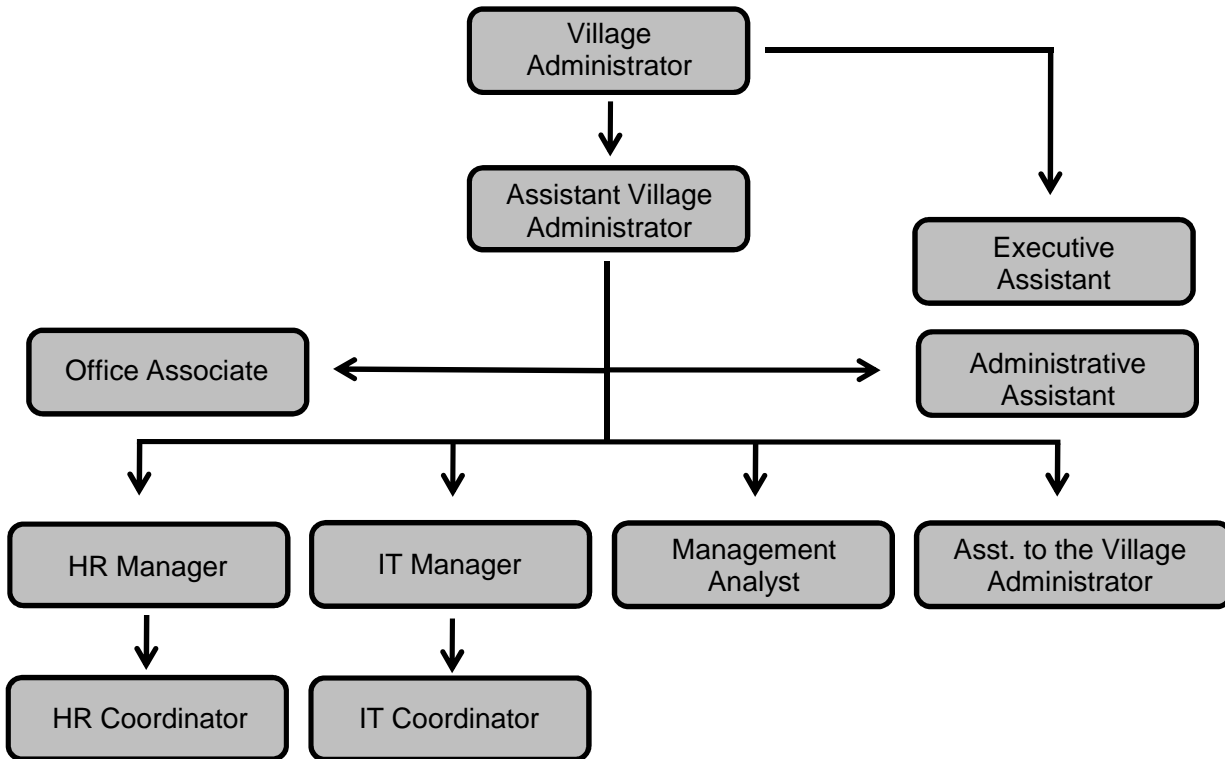 Village
Administrator
Assistant Village
Administrator
Executive
Assistant
Office Associate
Administrative
Assistant
HR Manager
IT Manager
Management
Analyst
Asst. to the Village
Administrator
HR Coordinator
IT Coordinator